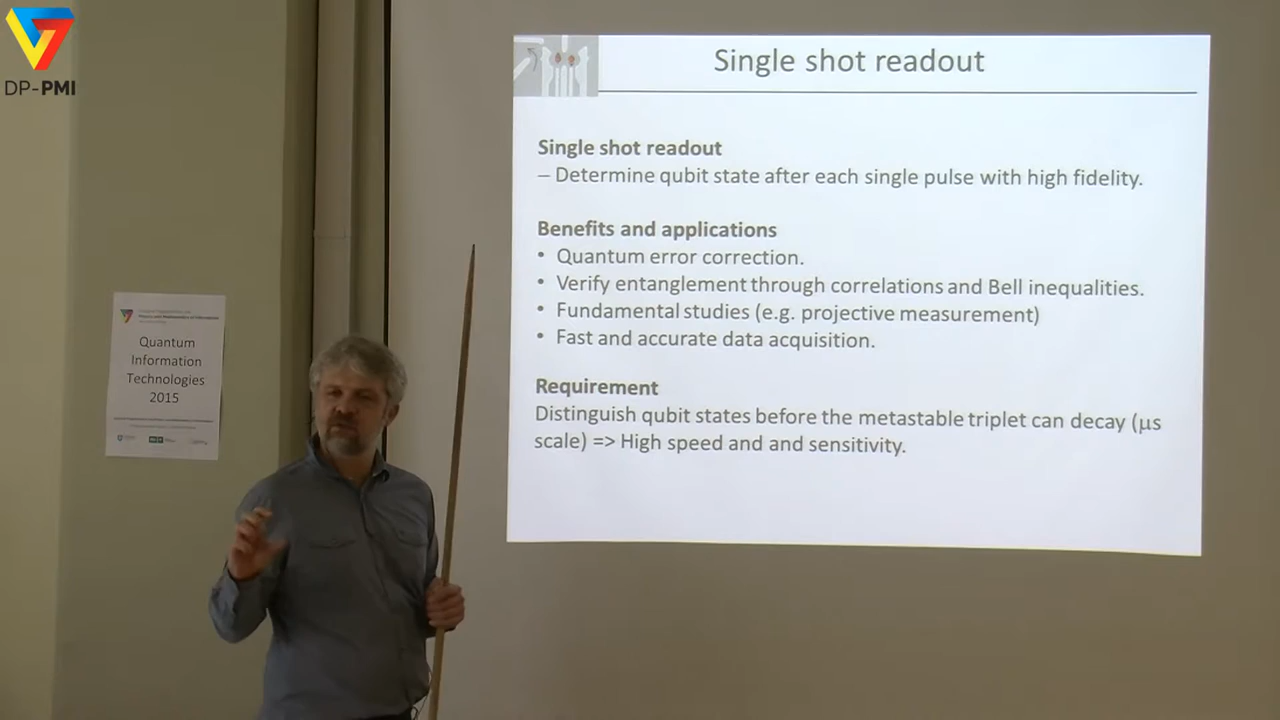 DP-PMI
Single shot readout
Single shot readout
– Determine qubit state after each single pulse with high fidelity.
Benefits and applications
• Quantum error correction.
• Verify entanglement through correlations and Bell inequalities.
• Fundamental studies (e.g. projective measurement)
• Fast and accurate data acquisition.
Requirement
Distinguish qubit states before the metastable triplet can decay (μs
scale) => High speed and and sensitivity.
Quantum
Information
Technologies
2015